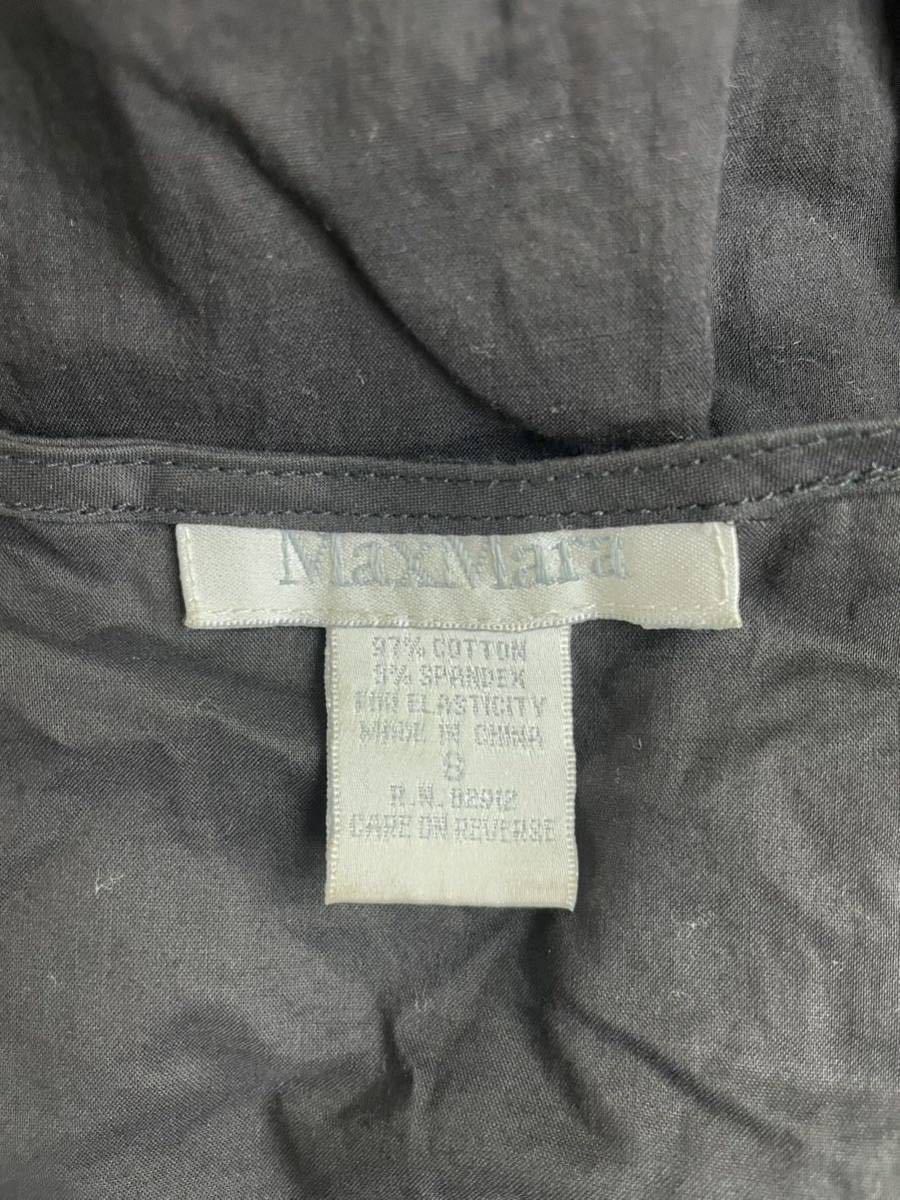 MaxMara
97% COTTON
3% SPANDEX
FOR ELASTICITY
MADE IN CHINA
8
R.N. 82912
CARE ON REVERSE